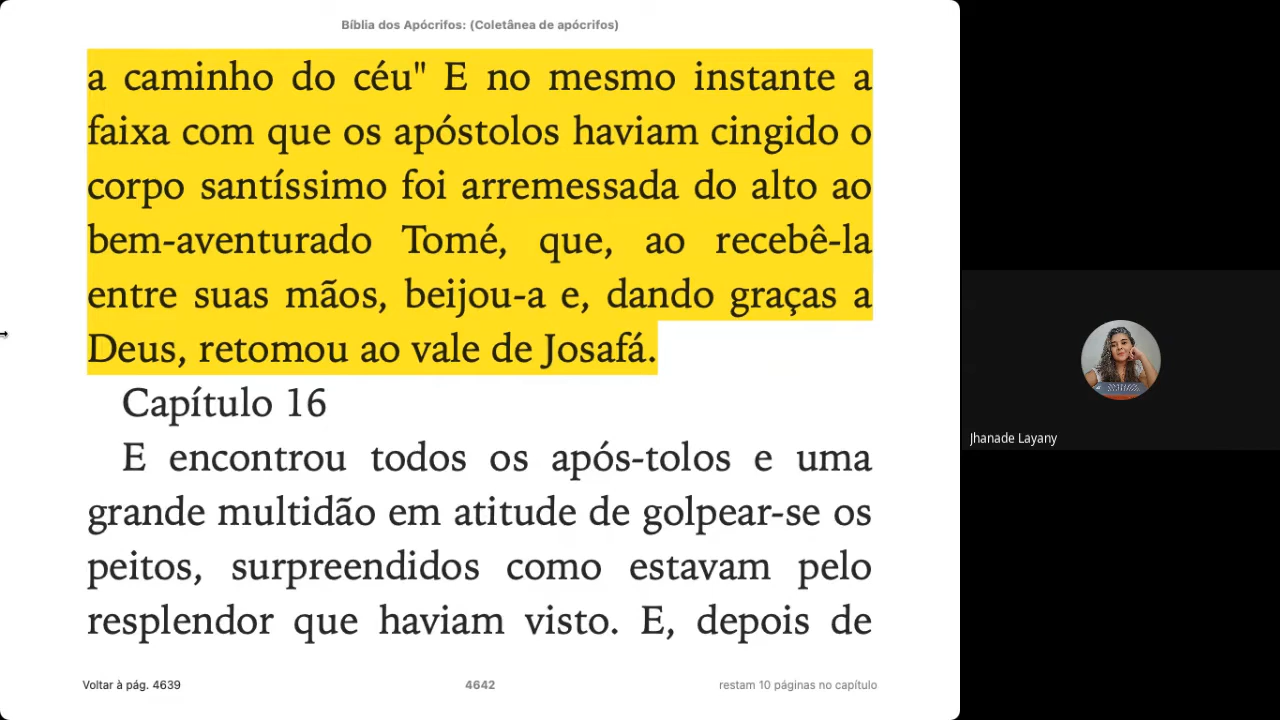 Bíblia dos Apócrifos: (Coletânea de apócrifos)
a caminho do céu" E no mesmo instante a
faixa com que os apóstolos haviam cingido o
corpo santíssimo foi arremessada do alto ao
bem-aventurado Tomé, que, ao recebê-la
entre suas mãos, beijou-a e, dando graças a
Deus, retomou ao vale de Josafá.
Capítulo 16
E encontrou todos os após-tolos e uma
grande multidão em atitude de golpear-se os
peitos, surpreendidos como estavam pelo
resplendor que haviam visto. E, depois de
Voltar à pág. 4639
4642
restam 10 páginas no capítulo
Jhanade Layany